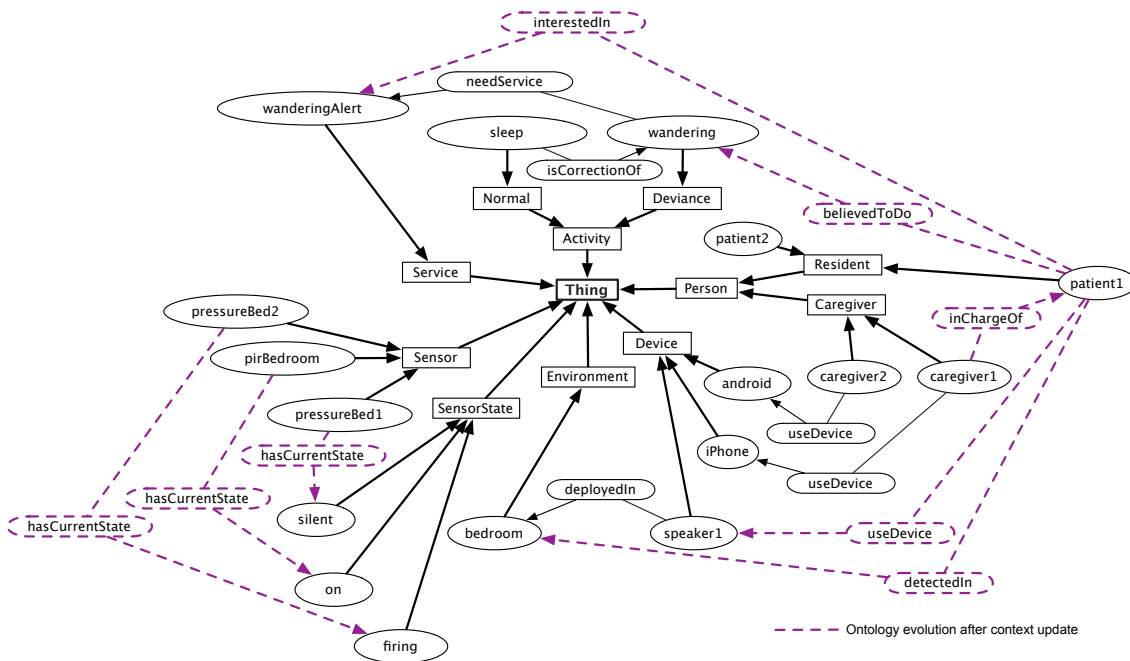 interestedIn
needService
wanderingAlert
sleep
wandering
isCorrectionOf
Normal
Deviance
believedToDo
patient2
Activity
Resident
Service
patient1
Thing
Person
pressureBed2
Caregiver
inChargeOf
Device
pirBedroom
Sensor
Environment
android
caregiver2
caregiver1
pressureBed1
SensorState
useDevice
hasCurrentState
iPhone
useDevice
deployedIn
hasCurrentState
silent
hasCurrentState
bedroom
speaker1
useDevice
on
detectedIn
Ontology evolution after context update
firing